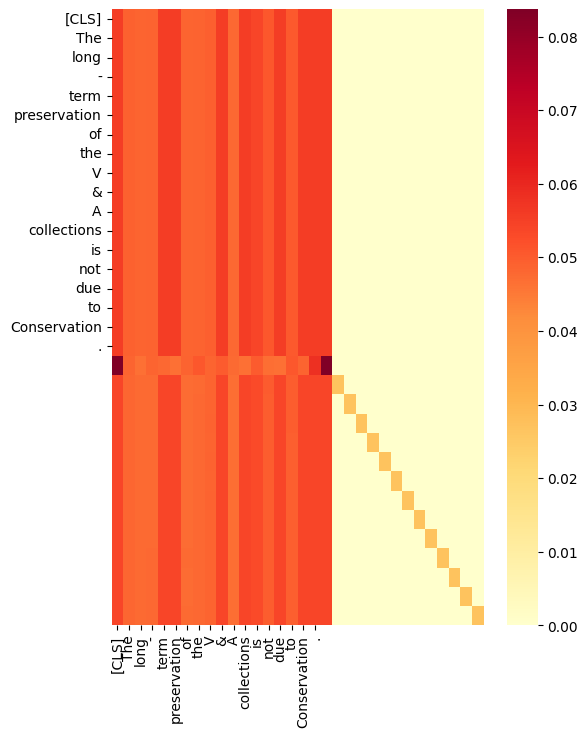 [CLS]
The
long
-
term
preservation
of
the
V
&
A
collections
is
not
due
to
Conservation
.
0.08
0.07
0.06
0.05
0.04
0.03
0.02
0.01
0.00
[CLS]
The
long
-
term
preservation
of
the
V
&
A
collections
is
not
due
to
Conservation
.